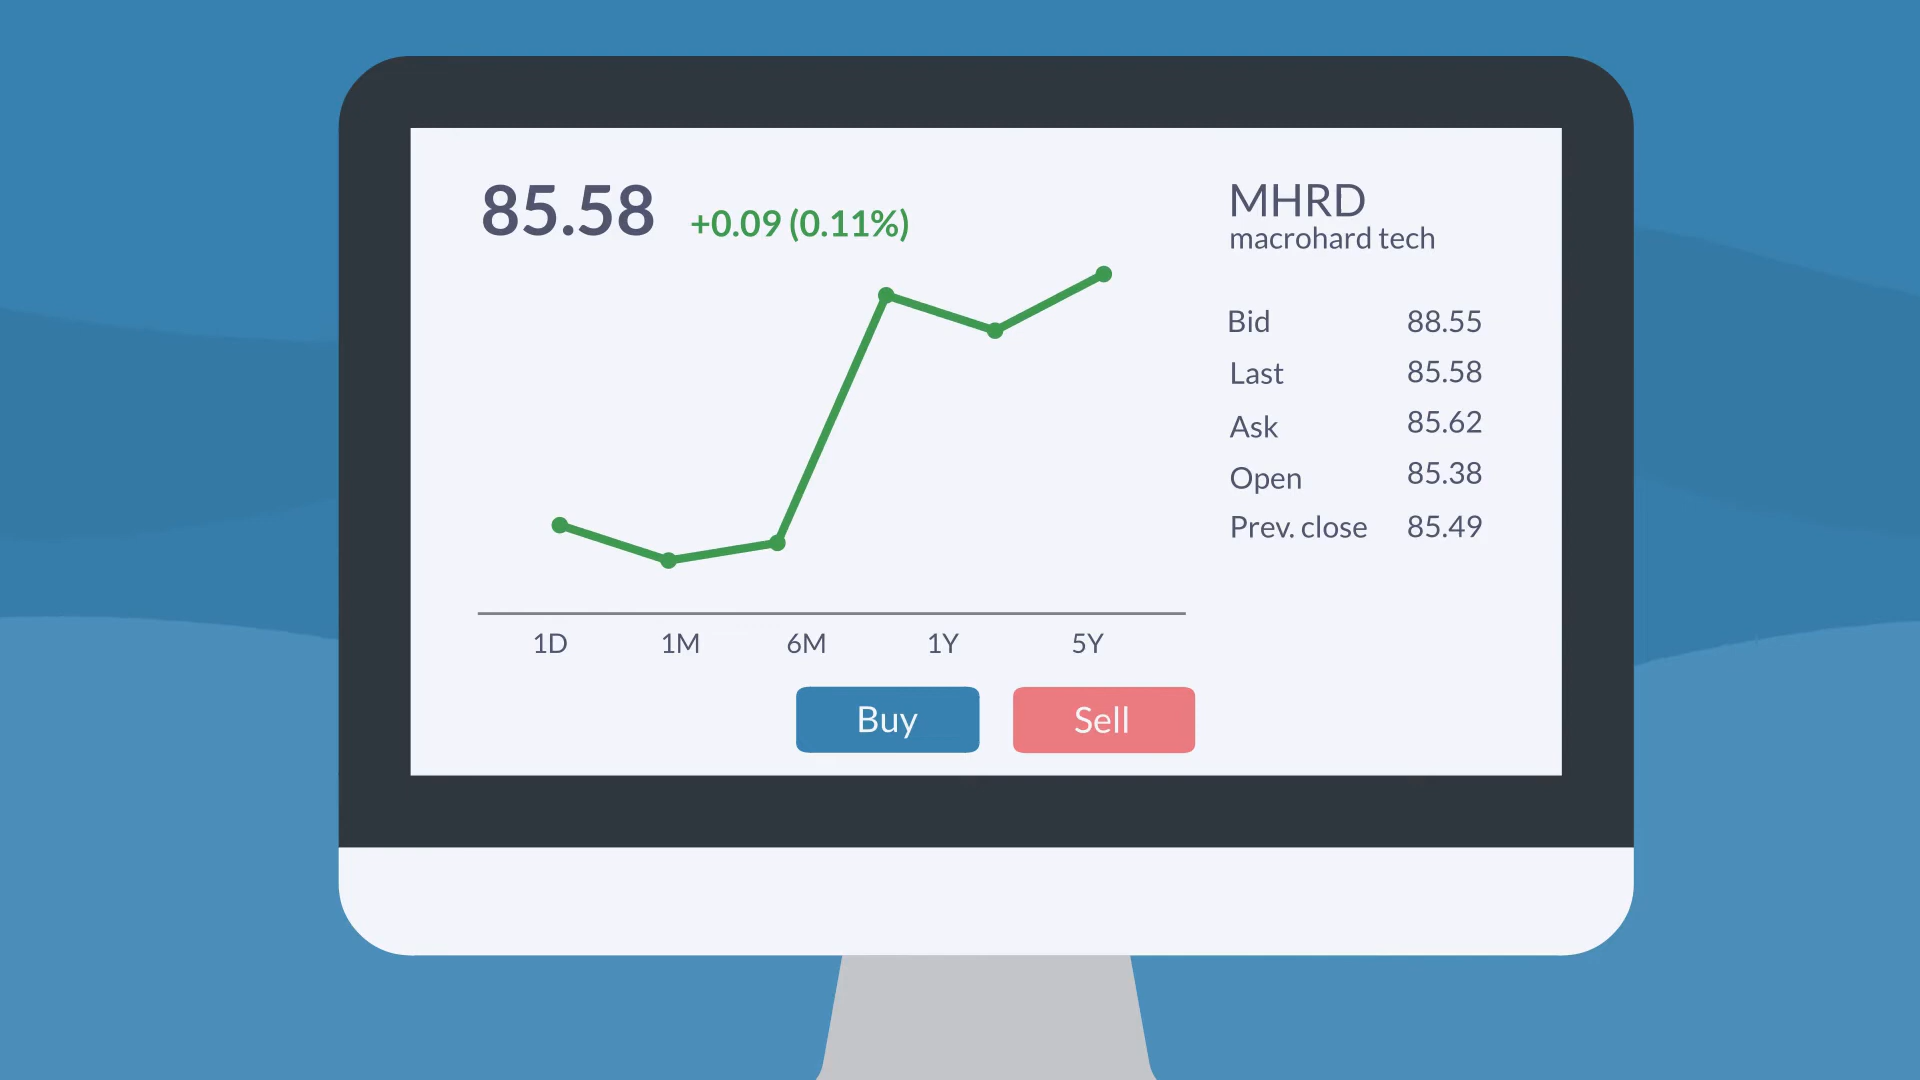 85.58 +0.09 (0.11%)
MHRD
macrohard tech
Bid 88.55
Last 85.58
Ask 85.62
Open 85.38
Prev. close 85.49
1D 1M 6M 1Y 5Y
Buy Sell